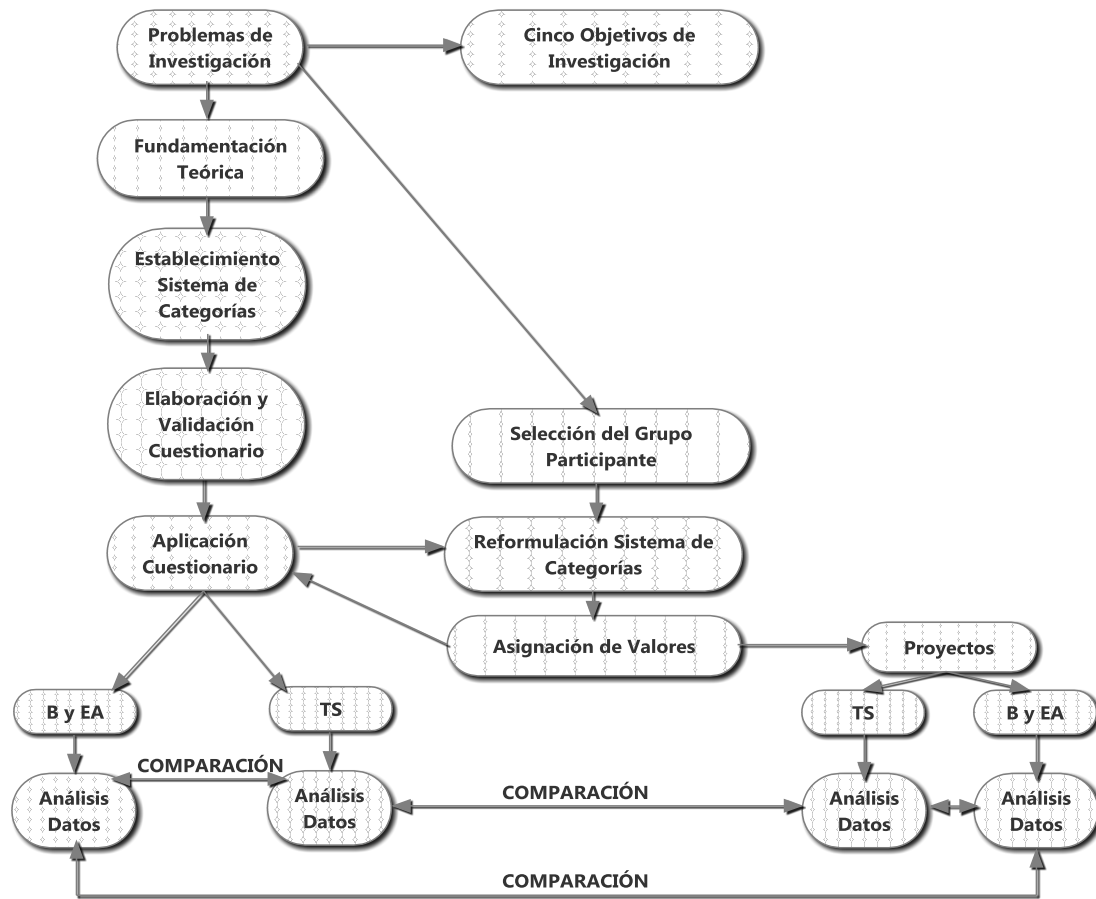 Problemas de
Investigación
Cinco Objetivos de
Investigación
Fundamentación
Teórica
Establecimiento
Sistema de
Categorías
Elaboración y
Validación
Cuestionario
Selección del Grupo
Participante
Aplicación
Cuestionario
Reformulación Sistema de
Categorías
Asignación de Valores
Proyectos
B y EA
TS
TS
B y EA
COMPARACIÓN
Análisis
Datos
Análisis
Datos
COMPARACIÓN
Análisis
Datos
Análisis
Datos
COMPARACIÓN